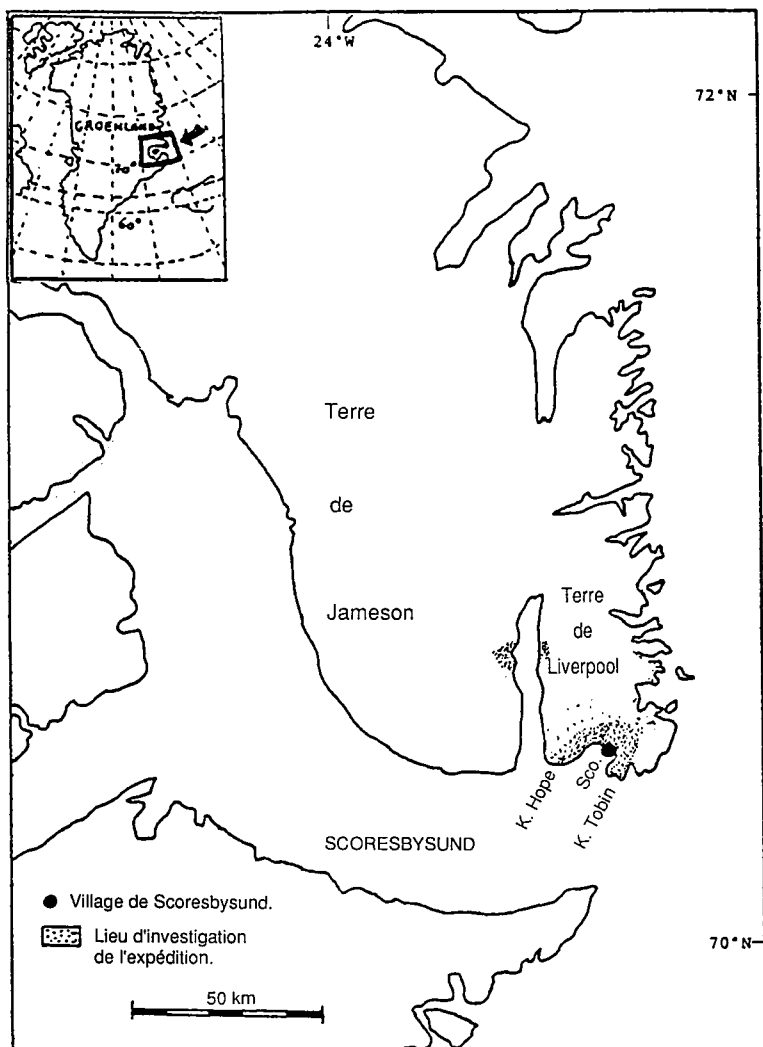 24°W
72°N
GROENLAND
70°
60°
Terre
de
Jameson
Terre
de
Liverpool
K. Hope
Sco.
K. Tobin
SCORESBYSUND
Village de Scoresbysund.
Lieu d'investigation
de l'expédition.
70°N
50 km